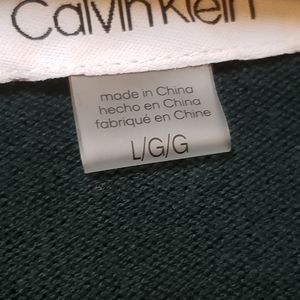 Calvin Klein
made in China
hecho en China
fabriqué en Chine
L/G/G